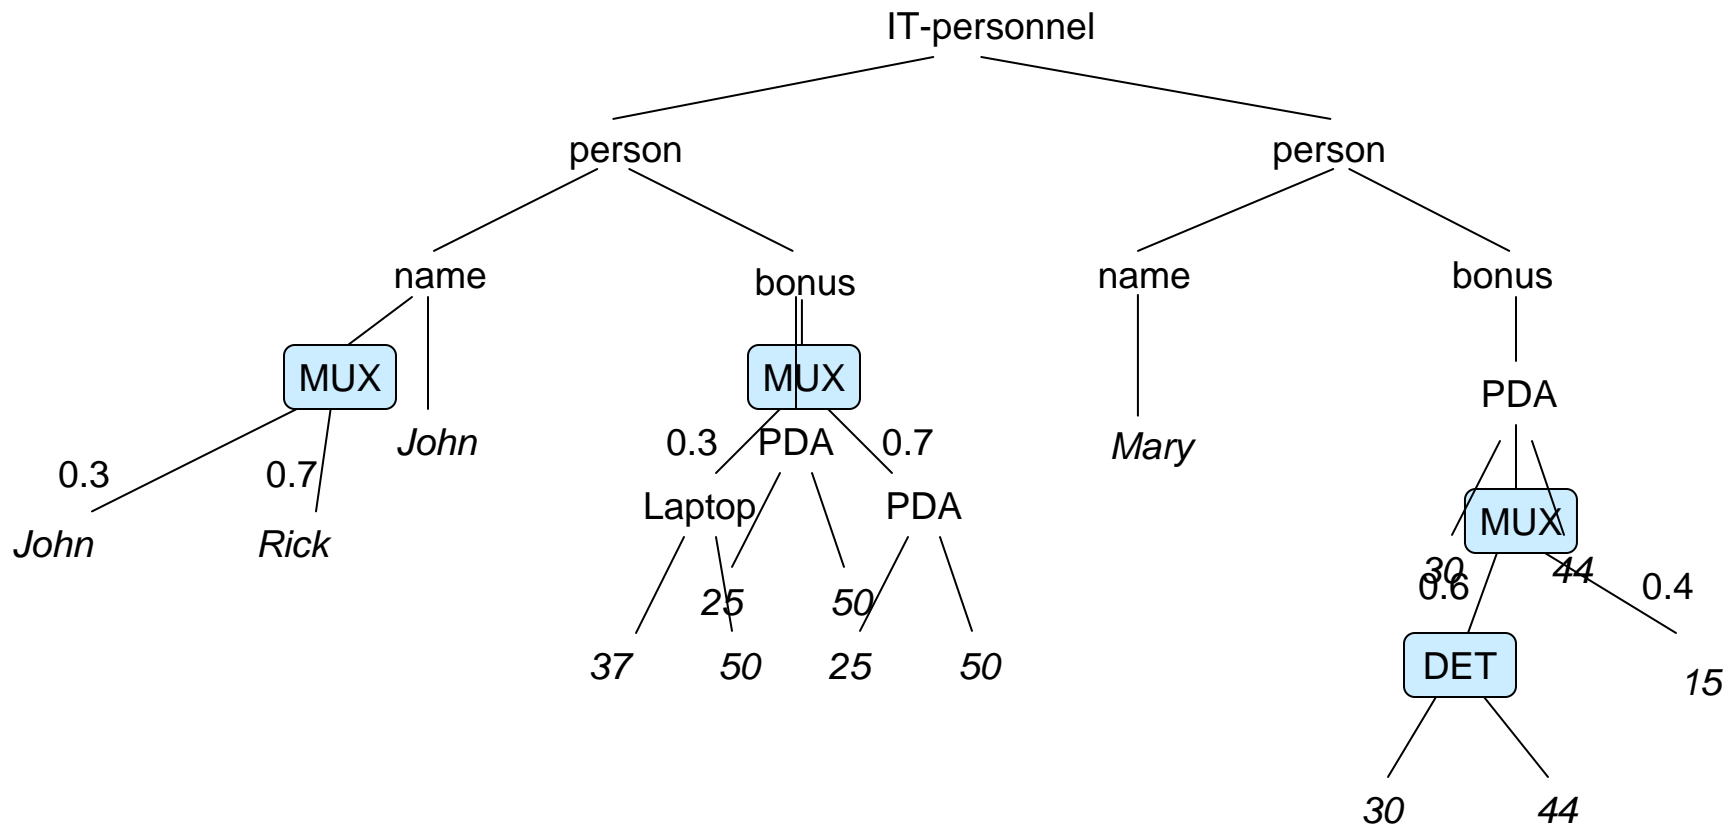 IT-personnel
person person
name bonus name bonus
MUX MUX PDA
John 0.3 PDA 0.7 Mary
0.3 0.7
Laptop PDA MUX
John Rick
30 44
0.6 0.4
25 50
37 50 25 50 DET 15
30 44